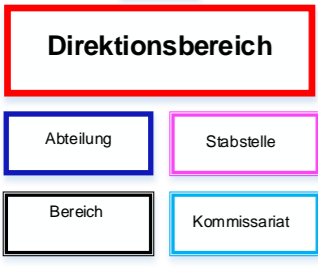 Direktionsbereich
Abteilung
Stabstelle
Bereich
Kommissariat